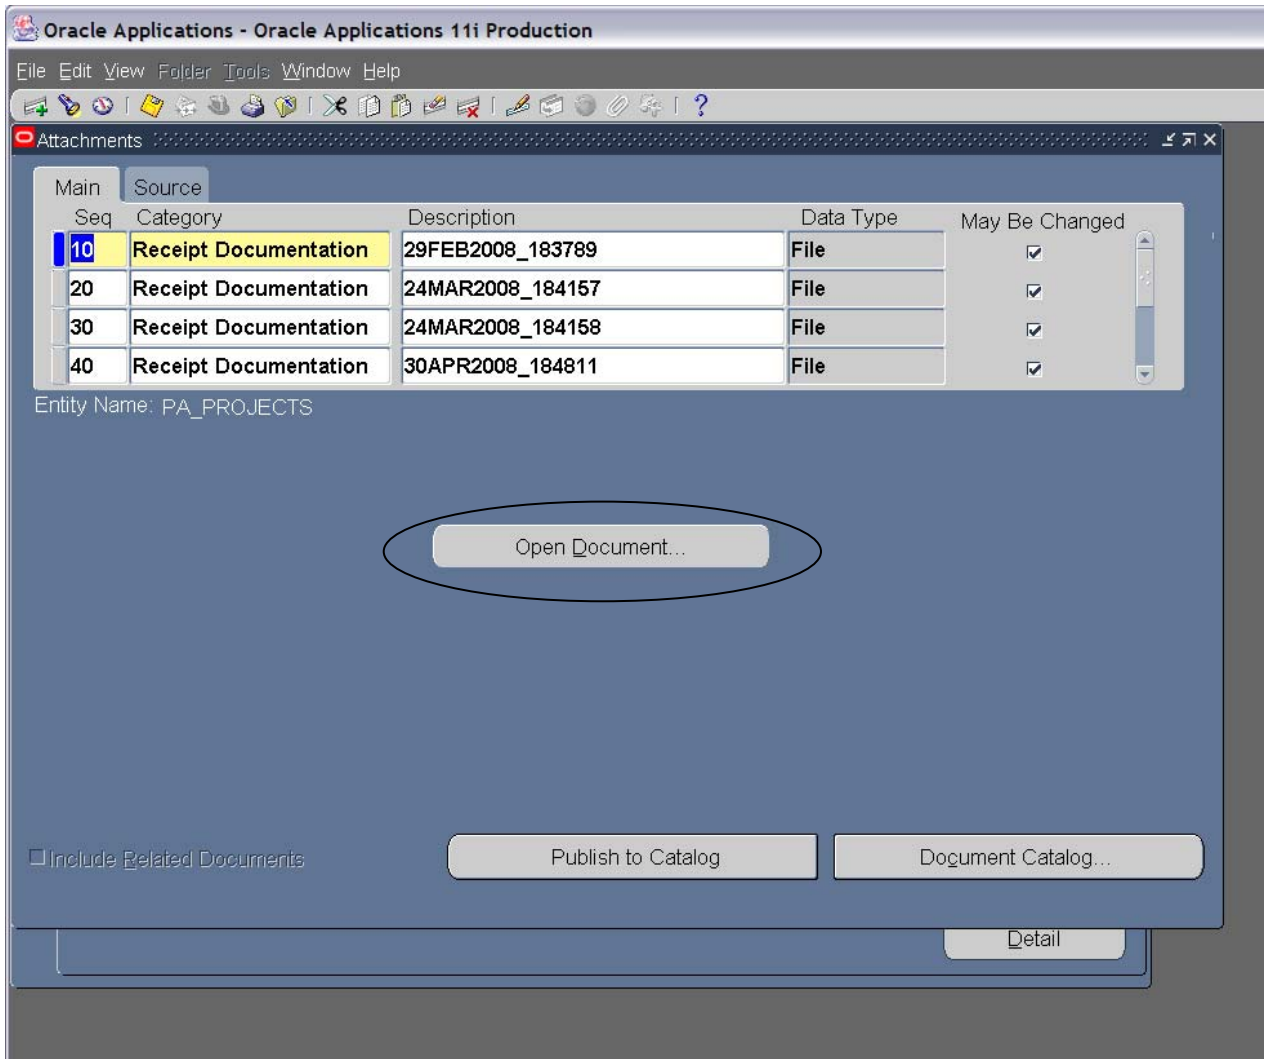 Oracle Applications - Oracle Applications 11i Production
File Edit View Folder Tools Window Help
?
Attachments
Main Source
Seq Category Description Data Type May Be Changed
10 Receipt Documentation 29FEB2008_183789 File
20 Receipt Documentation 24MAR2008_184157 File
30 Receipt Documentation 24MAR2008_184158 File
40 Receipt Documentation 30APR2008_184811 File
Entity Name: PA_PROJECTS
Open Document...
Include Related Documents Publish to Catalog Document Catalog...
Detail